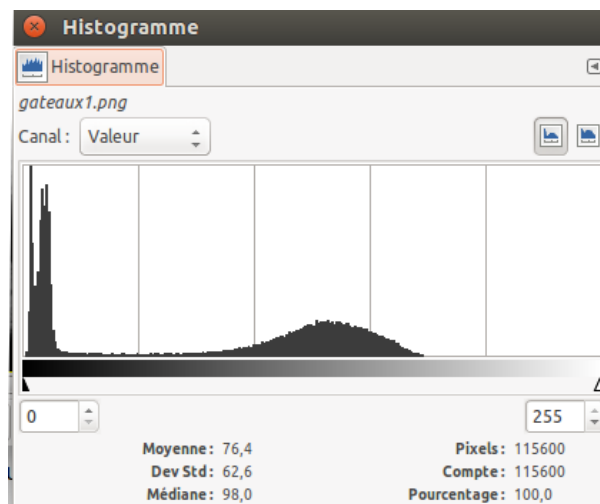 Histogramme
Histogramme
gateaux1.png
Canal : Valeur
0 255
Moyenne: 76,4 Pixels: 115600
Dev Std: 62,6 Compte: 115600
Médiane: 98,0 Pourcentage: 100,0